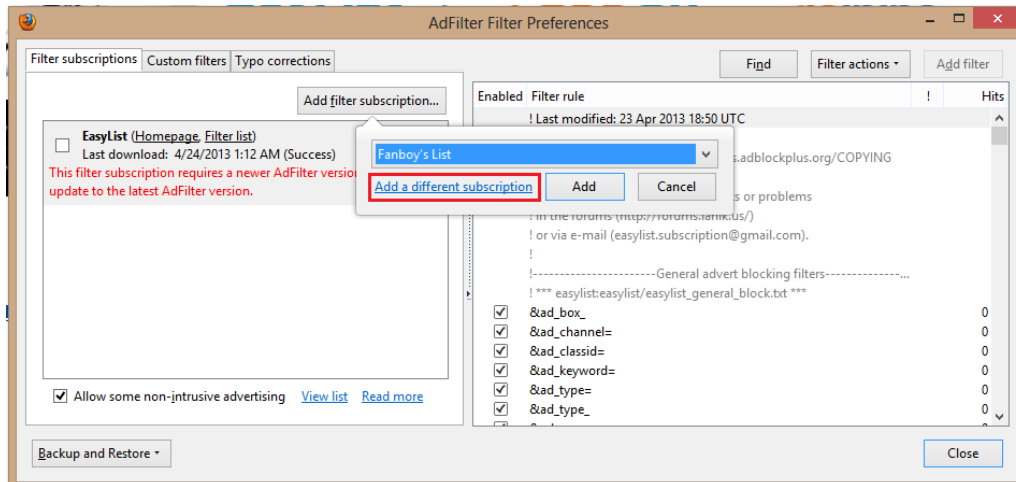 AdFilter Filter Preferences
Filter subscriptions Custom filters Typo corrections
Find Filter actions Add filter
Add filter subscription...
EasyList (Homepage, Filter list)
Last download: 4/24/2013 1:12 AM (Success)
This filter subscription requires a newer AdFilter
update to the latest AdFilter version.
Fanboy's List
Add a different subscription Add Cancel
Enabled Filter rule ! Hits
! Last modified: 23 Apr 2013 18:50 UTC
s.adblockplus.org/COPYING
s or problems
! in the forums (http://forums.lanik.us/)
! or via e-mail (easylist.subscription@gmail.com).
!
!-----------------------General advert blocking filters--------------...
! *** easylist:easylist/easylist_general_block.txt ***
&ad_box_ 0
&ad_channel= 0
&ad_classid= 0
&ad_keyword= 0
&ad_type= 0
&ad_type_ 0
Allow some non-intrusive advertising View list Read more
Backup and Restore Close